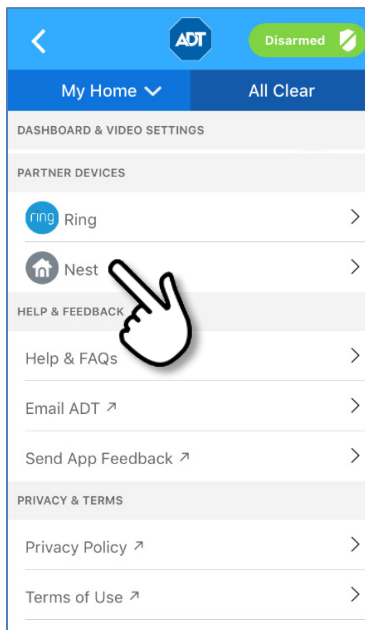 ADT
Disarmed
My Home
All Clear
DASHBOARD & VIDEO SETTINGS
PARTNER DEVICES
ring Ring
Nest
HELP & FEEDBACK
Help & FAQs
Email ADT ↗
Send App Feedback ↗
PRIVACY & TERMS
Privacy Policy ↗
Terms of Use ↗